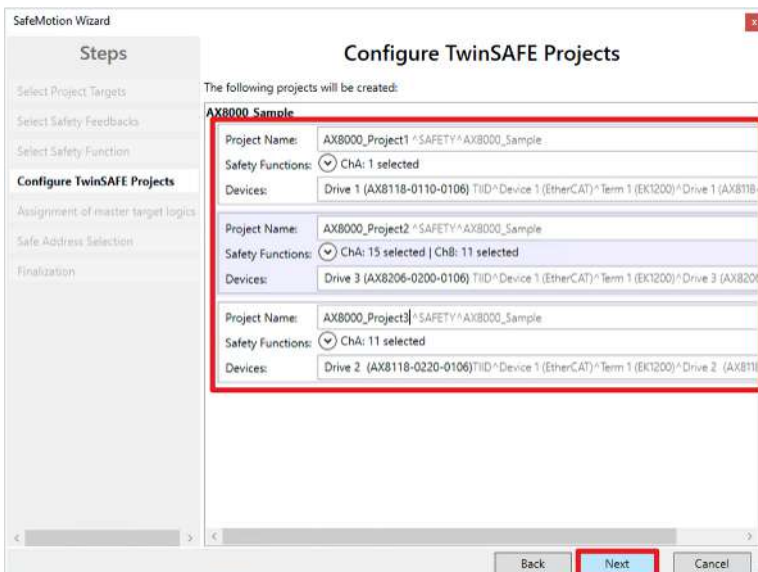 SafeMotion Wizard
x
Steps
Select Project Targets
Select Safety Feedbacks
Select Safety Function
Configure TwinSAFE Projects
Assignment of master target logics
Safe Address Selection
Finalization
Configure TwinSAFE Projects
The following projects will be created:
AX8000_Sample
Project Name: AX8000_Project1 ^SAFETY^AX8000_Sample
Safety Functions: ChA: 1 selected
Devices: Drive 1 (AX8118-0110-0106) TIID^Device 1 (EtherCAT)^Term 1 (EK1200)^Drive 1 (AX8118-
Project Name: AX8000_Project2 ^SAFETY^AX8000_Sample
Safety Functions: ChA: 15 selected | ChB: 11 selected
Devices: Drive 3 (AX8206-0200-0106) TIID^Device 1 (EtherCAT)^Term 1 (EK1200)^Drive 3 (AX8206
Project Name: AX8000_Project3 ^SAFETY^AX8000_Sample
Safety Functions: ChA: 11 selected
Devices: Drive 2 (AX8118-0220-0106)TIID^Device 1 (EtherCAT)^Term 1 (EK1200)^Drive 2 (AX8118
Back Next Cancel